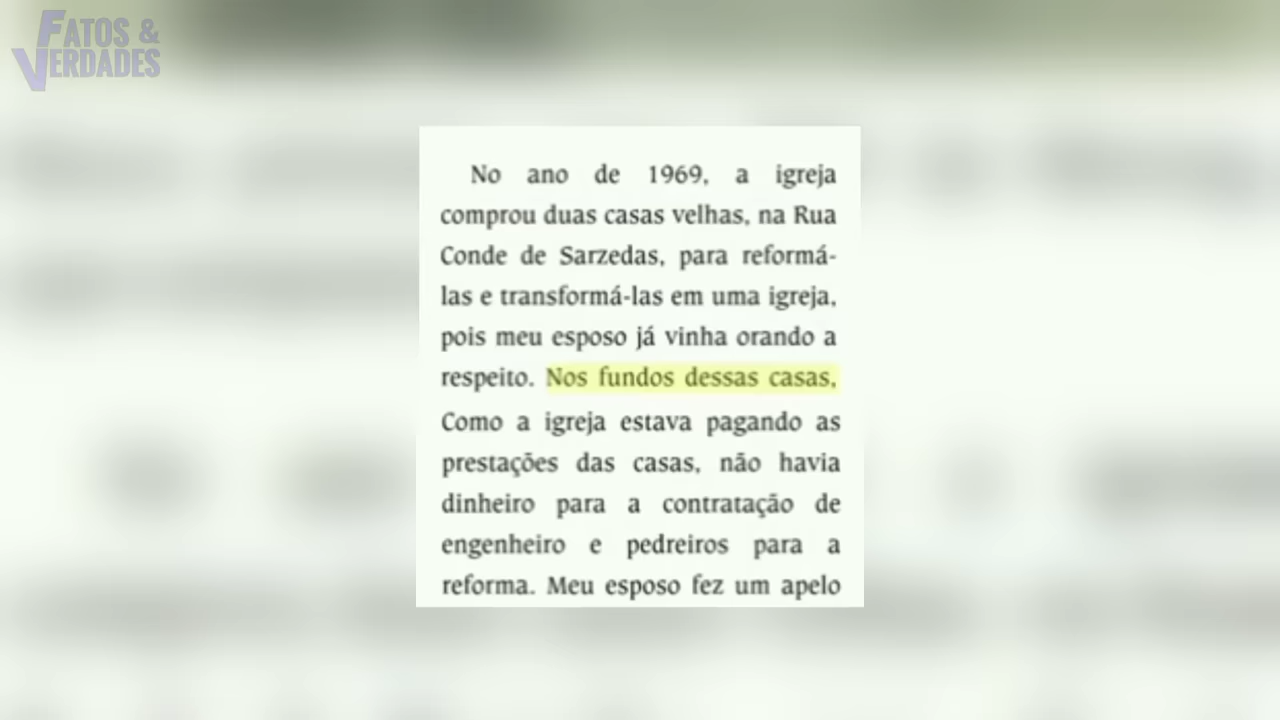 FATOS &
VERDADES
No ano de 1969, a igreja
comprou duas casas velhas, na Rua
Conde de Sarzedas, para reformá-
las e transformá-las em uma igreja,
pois meu esposo já vinha orando a
respeito. Nos fundos dessas casas,
Como a igreja estava pagando as
prestações das casas, não havia
dinheiro para a contratação de
engenheiro e pedreiros para a
reforma. Meu esposo fez um apelo